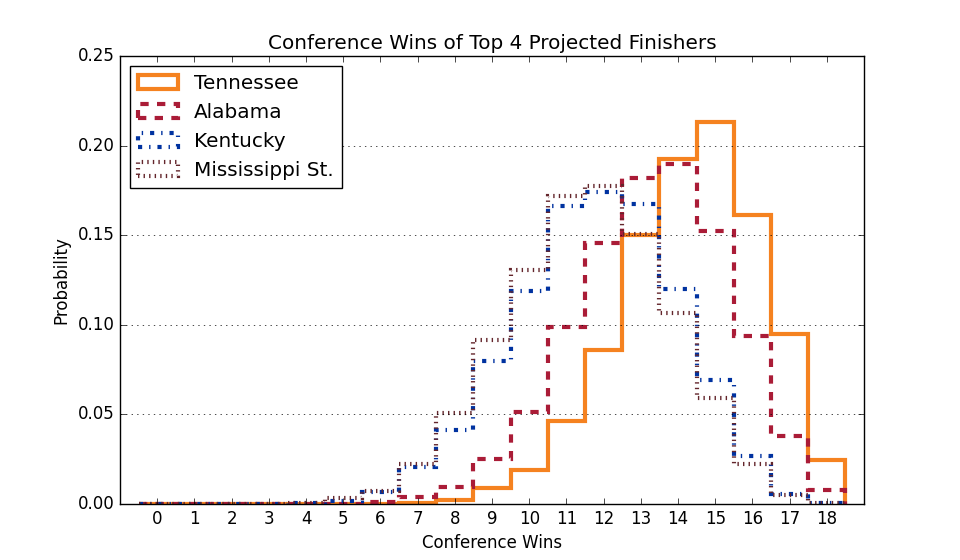 Conference Wins of Top 4 Projected Finishers
0.25
0.20
0.15
0.10
0.05
0.00
Probability
Tennessee
Alabama
Kentucky
Mississippi St.
0 1 2 3 4 5 6 7 8 9 10 11 12 13 14 15 16 17 18
Conference Wins